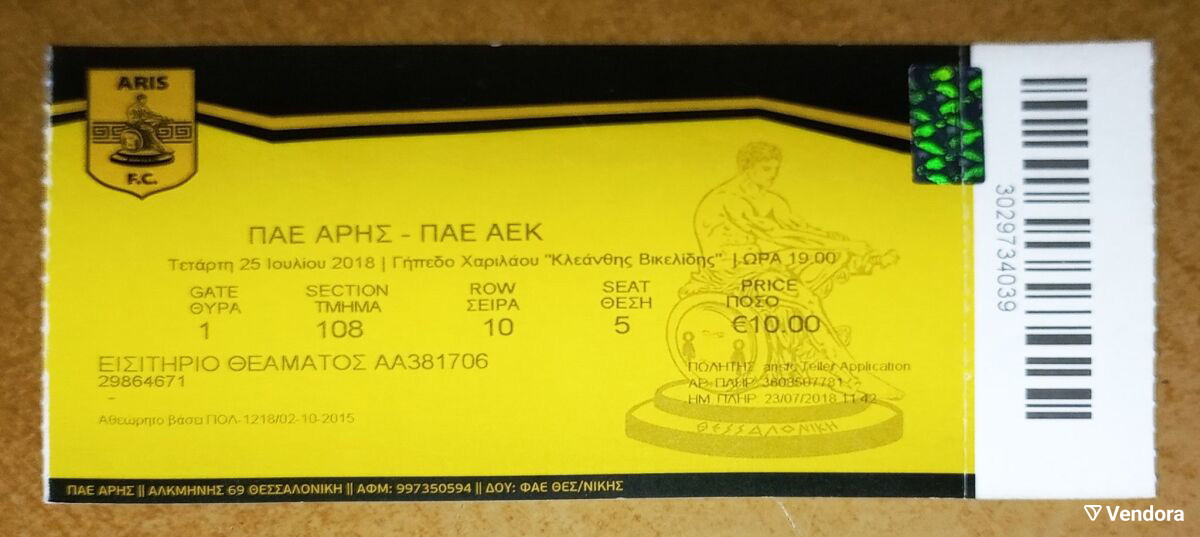 ARIS
F.C.
ΠΑΕ ΑΡΗΣ - ΠΑΕ ΑΕΚ
Τετάρτη 25 Ιουλίου 2018 | Γήπεδο Χαριλάου "Κλεάνθης Βικελίδης" | ΩΡΑ 19.00
GATE SECTION ROW SEAT PRICE
ΘΥΡΑ ΤΜΗΜΑ ΣΕΙΡΑ ΘΕΣΗ ΠΟΣΟ
1 108 10 5 €10.00
ΕΙΣΙΤΗΡΙΟ ΘΕΑΜΑΤΟΣ ΑΑ381706
29864671
-
Αθεώρητο βάσει ΠΟΛ-1218/02-10-2015
ΠΩΛΗΤΗΣ Teller Application
ΑΡ. ΠΛΗΡ. 3608507781
ΗΜ. ΠΛΗΡ. 23/07/2018 11:42
ΘΕΣΣΑΛΟΝΙΚΗ
ΠΑΕ ΑΡΗΣ || ΑΛΚΜΗΝΗΣ 69 ΘΕΣΣΑΛΟΝΙΚΗ || ΑΦΜ: 997350594 || ΔΟΥ: ΦΑΕ ΘΕΣ/ΝΙΚΗΣ
3029734039
Vendora